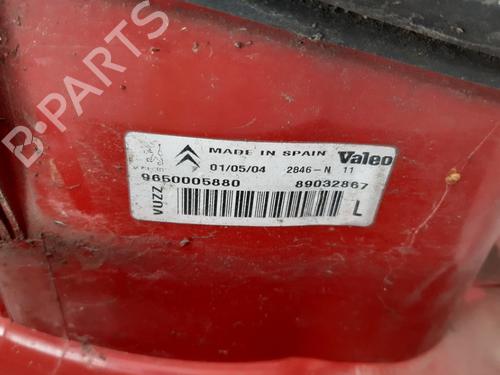 MADE IN SPAIN Valeo
01/05/04 2846-N 11
9650005880 89032867
VUZZ
L
B-PARTS